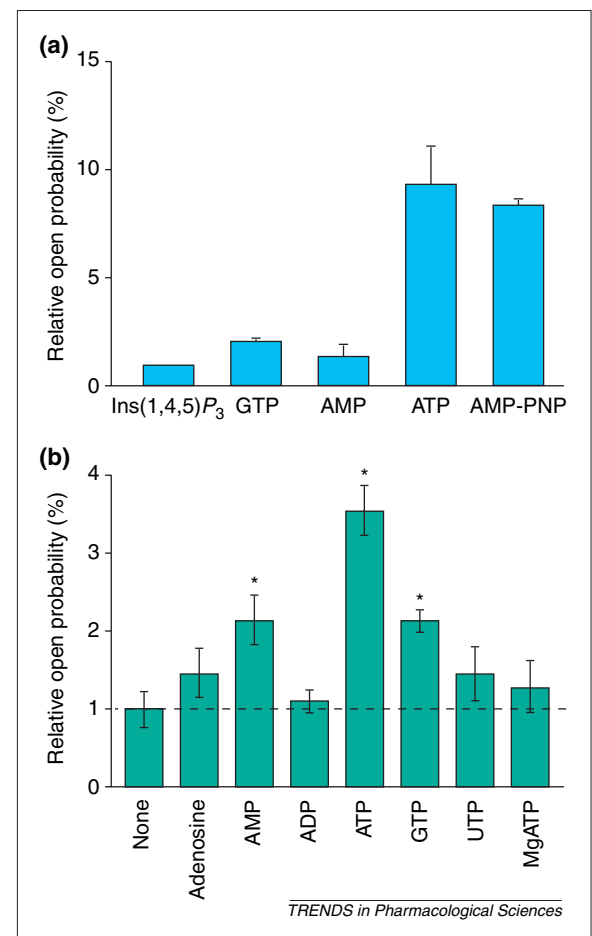 (a)
Relative open probability (%)
15
10
5
0
Ins(1,4,5)P3 GTP AMP ATP AMP-PNP
(b)
Relative open probability (%)
4
3
2
1
0
*
*
*
None
Adenosine
AMP
ADP
ATP
GTP
UTP
MgATP
TRENDS in Pharmacological Sciences